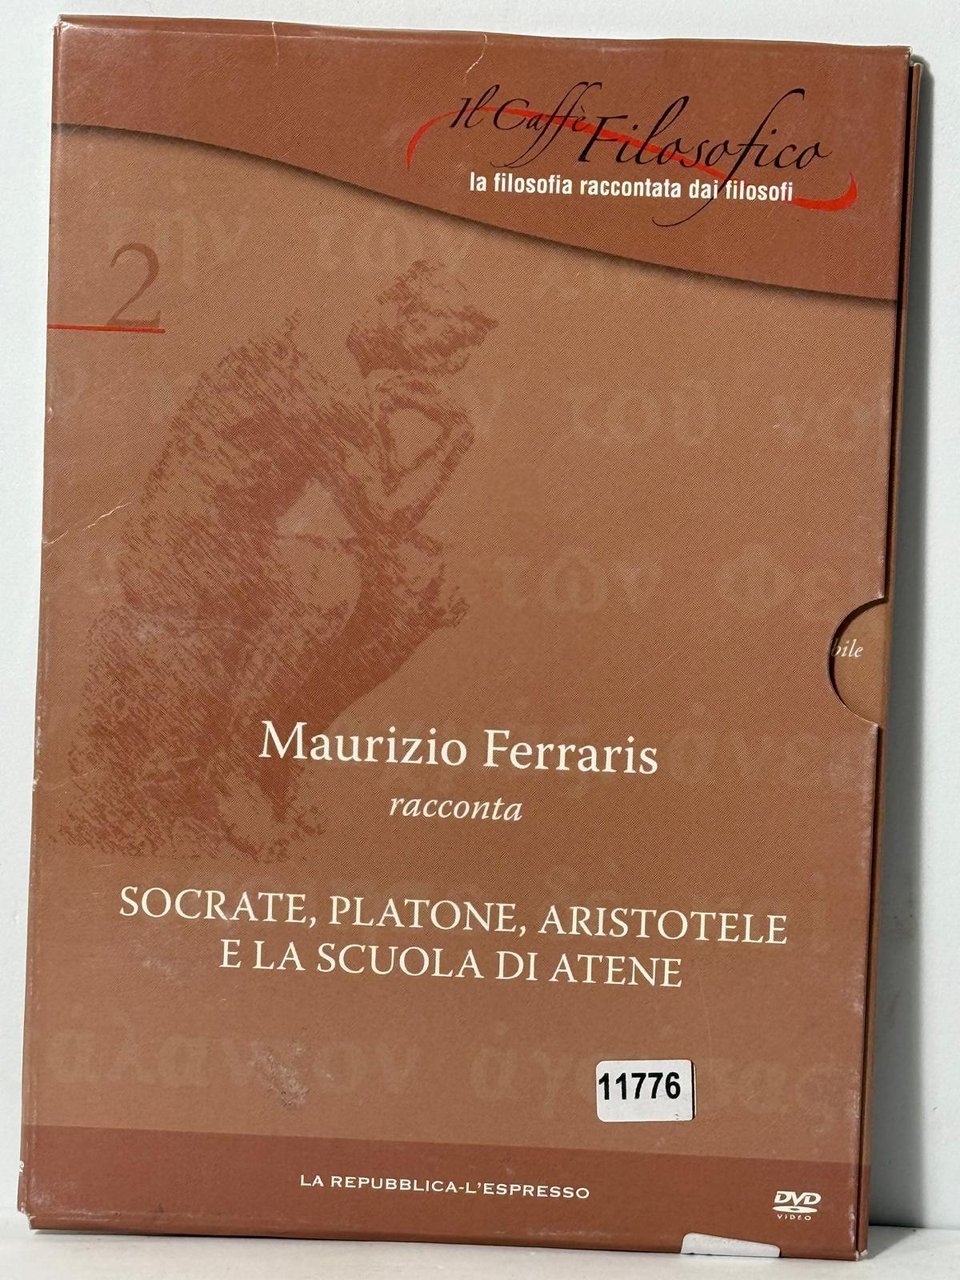 Il Caffè Filosofico
la filosofia raccontata dai filosofi
2
bile
Maurizio Ferraris
racconta
SOCRATE, PLATONE, ARISTOTELE
E LA SCUOLA DI ATENE
11776
LA REPUBBLICA-L'ESPRESSO
DVD
VIDEO